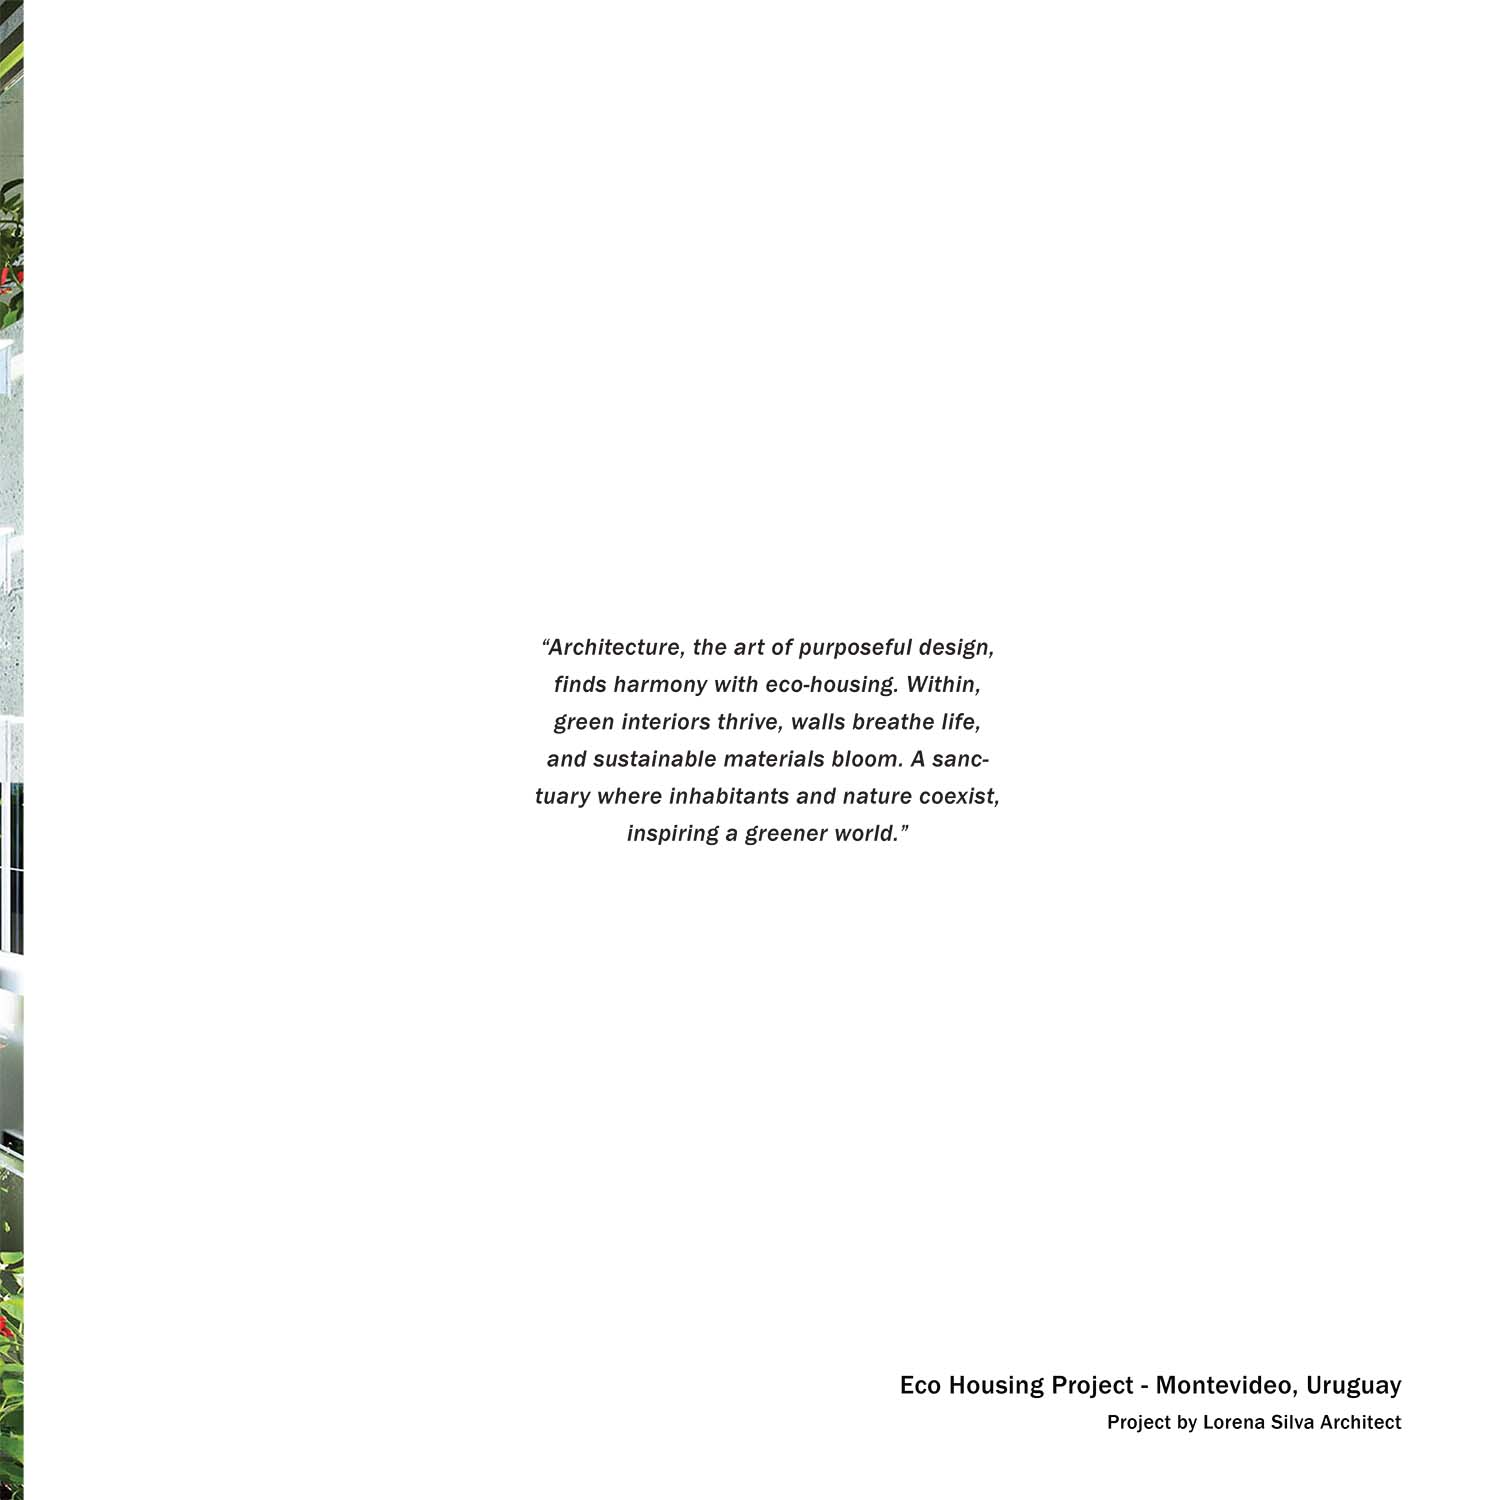 “Architecture, the art of purposeful design,
finds harmony with eco-housing. Within,
green interiors thrive, walls breathe life,
and sustainable materials bloom. A sanc-
tuary where inhabitants and nature coexist,
inspiring a greener world.”
Eco Housing Project - Montevideo, Uruguay
Project by Lorena Silva Architect